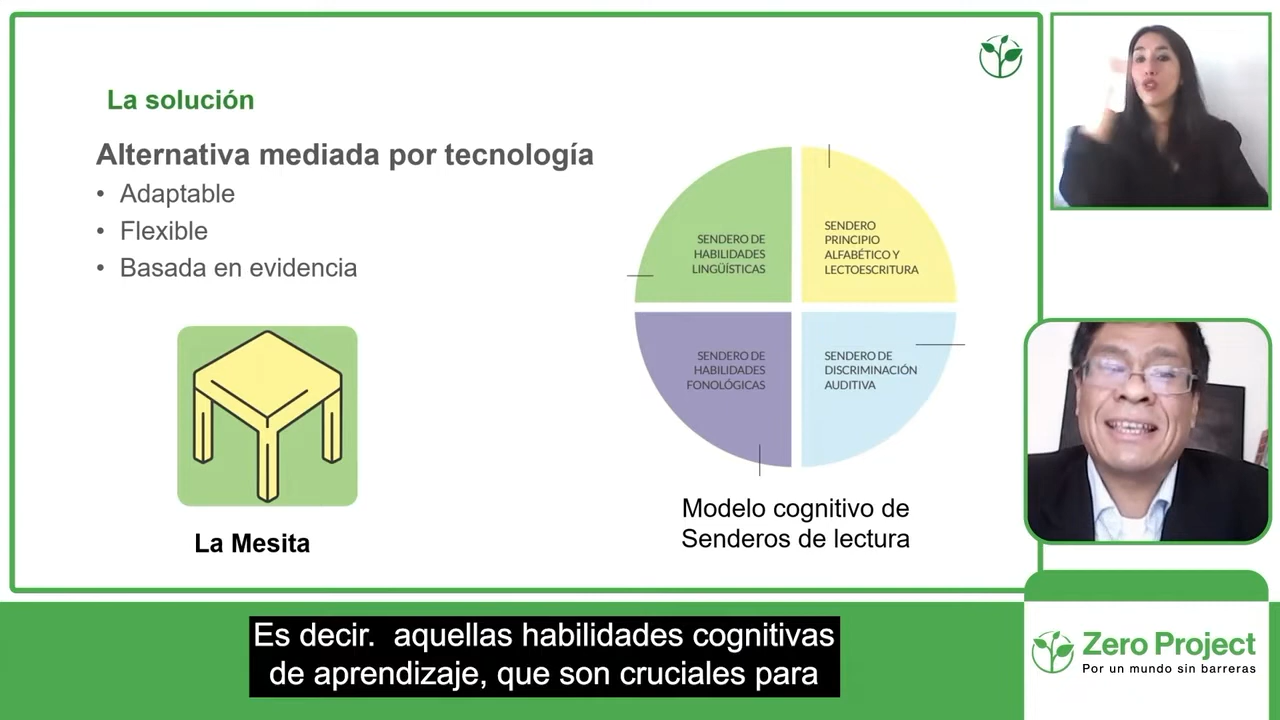 La solución
Alternativa mediada por tecnología
• Adaptable
• Flexible
• Basada en evidencia
La Mesita
SENDERO DE
HABILIDADES
LINGÜÍSTICAS
SENDERO
PRINCIPIO
ALFABÉTICO Y
LECTOESCRITURA
SENDERO DE
HABILIDADES
FONOLÓGICAS
SENDERO DE
DISCRIMINACIÓN
AUDITIVA
Modelo cognitivo de
Senderos de lectura
Es decir.  aquellas habilidades cognitivas
de aprendizaje, que son cruciales para
Zero Project
Por un mundo sin barreras